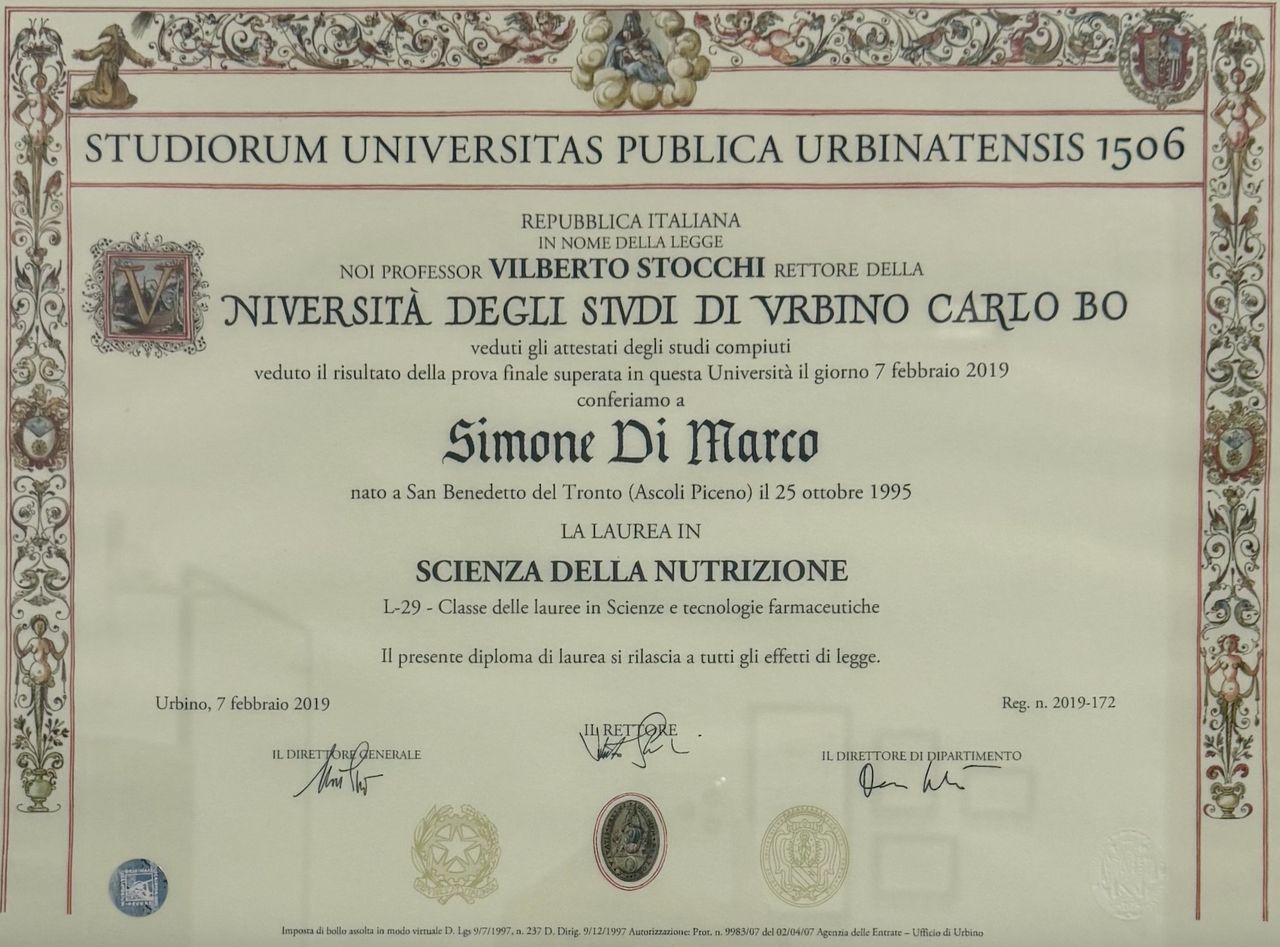 STUDIORUM UNIVERSITAS PUBLICA URBINATENSIS 1506
REPUBBLICA ITALIANA
IN NOME DELLA LEGGE
NOI PROFESSOR VILBERTO STOCCHI RETTORE DELLA
VNIVERSITÀ DEGLI STVDI DI VRBINO CARLO BO
veduti gli attestati degli studi compiuti
veduto il risultato della prova finale superata in questa Università il giorno 7 febbraio 2019
conferiamo a
Simone Di Marco
nato a San Benedetto del Tronto (Ascoli Piceno) il 25 ottobre 1995
LA LAUREA IN
SCIENZA DELLA NUTRIZIONE
L-29 - Classe delle lauree in Scienze e tecnologie farmaceutiche
Il presente diploma di laurea si rilascia a tutti gli effetti di legge.
Urbino, 7 febbraio 2019
Reg. n. 2019-172
IL RETTORE
IL DIRETTORE GENERALE
IL DIRETTORE DI DIPARTIMENTO
Imposta di bollo assolta in modo virtuale D. Lgs 9/7/1997, n. 237 D. Dirig. 9/12/1997 Autorizzazione: Prot. n. 9983/07 del 02/04/07 Agenzia delle Entrate – Ufficio di Urbino